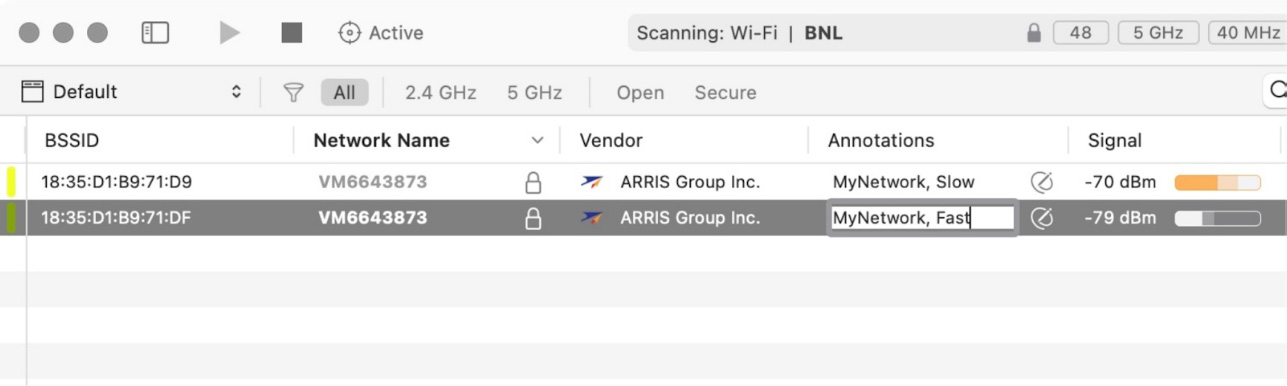 Active
Scanning: Wi-Fi | BNL
48
5 GHz
40 MHz
Default
All
2.4 GHz
5 GHz
Open
Secure
BSSID Network Name Vendor Annotations Signal
18:35:D1:B9:71:D9 VM6643873 ARRIS Group Inc. MyNetwork, Slow -70 dBm
18:35:D1:B9:71:DF VM6643873 ARRIS Group Inc. MyNetwork, Fast -79 dBm